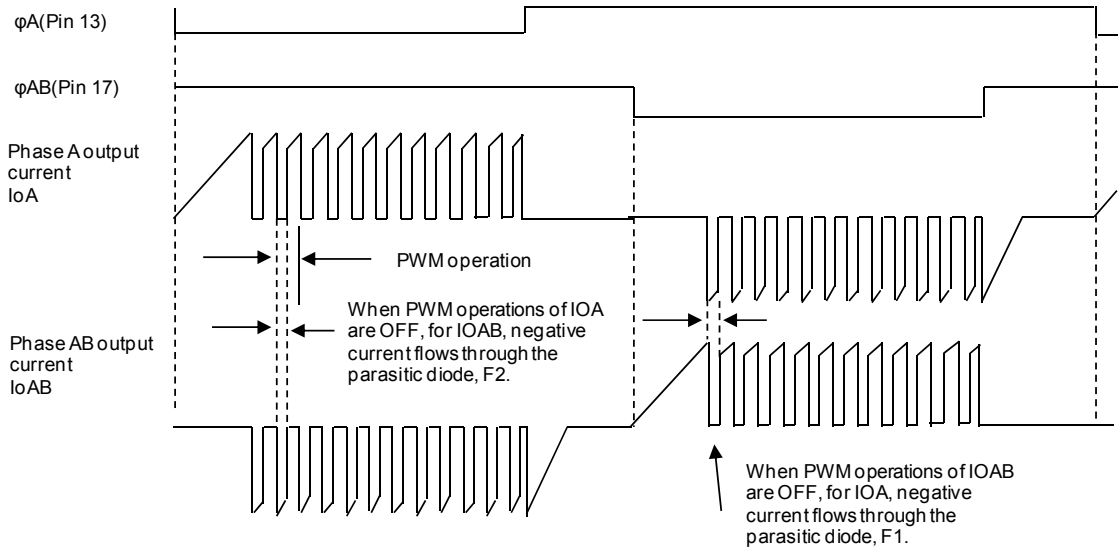 φA(Pin 13)
φAB(Pin 17)
Phase A output
current
IoA
PWM operation
When PWM operations of IOA
are OFF, for IOAB, negative
current flows through the
parasitic diode, F2.
Phase AB output
current
IoAB
When PWM operations of IOAB
are OFF, for IOA, negative
current flows through the
parasitic diode, F1.